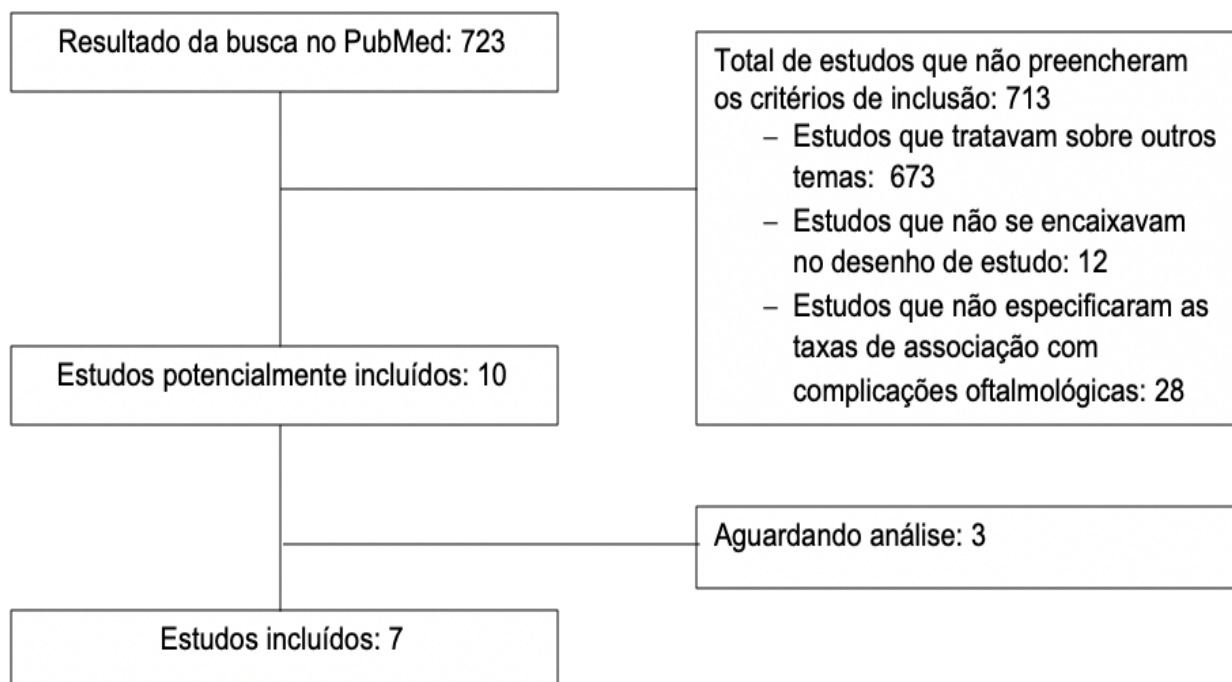 Resultado da busca no PubMed: 723
Total de estudos que não preencheram
os critérios de inclusão: 713
– Estudos que tratavam sobre outros
temas: 673
– Estudos que não se encaixavam
no desenho de estudo: 12
– Estudos que não especificaram as
taxas de associação com
complicações oftalmológicas: 28
Estudos potencialmente incluídos: 10
Aguardando análise: 3
Estudos incluídos: 7